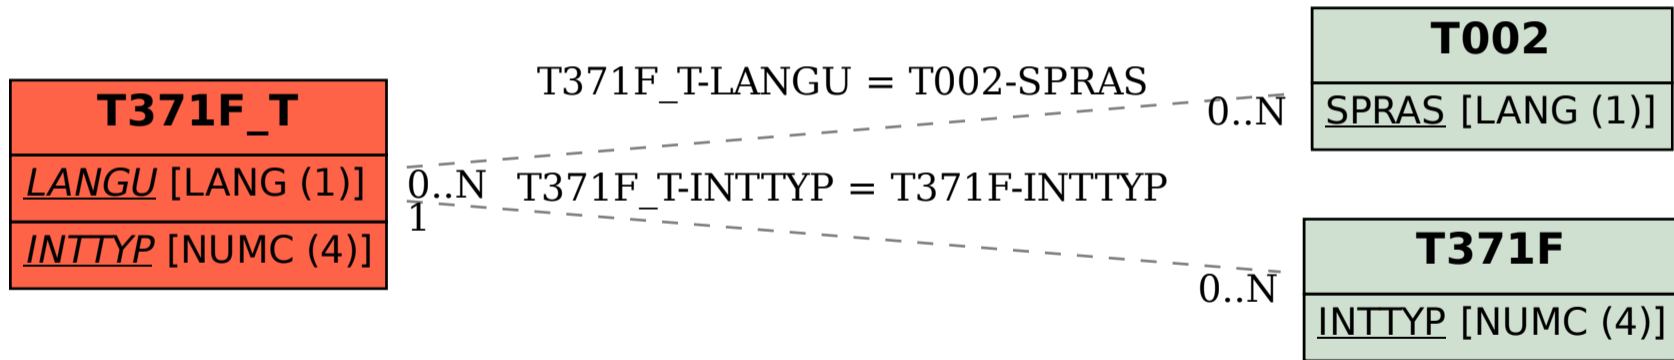 T371F_T
LANGU [LANG (1)]
INTTYP [NUMC (4)]
T371F_T-LANGU = T002-SPRAS
0..N
0..N
T371F_T-INTTYP = T371F-INTTYP
1
0..N
T002
SPRAS [LANG (1)]
T371F
INTTYP [NUMC (4)]